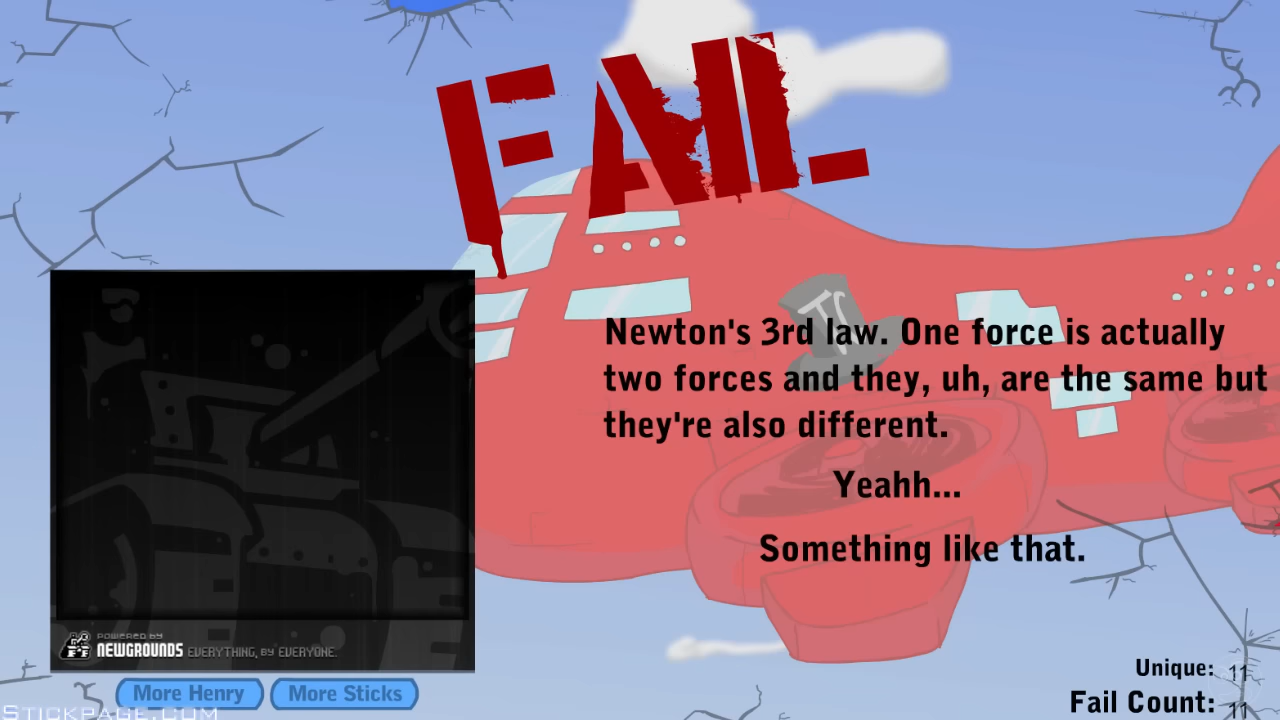 FAIL
TS
Newton's 3rd law. One force is actually
two forces and they, uh, are the same but
they're also different.
Yeahh...
Something like that.
POWERED BY
NEWGROUNDS EVERYTHING, BY EVERYONE.
More Henry More Sticks
STICKPAGE.COM
Unique: 11
Fail Count: 11